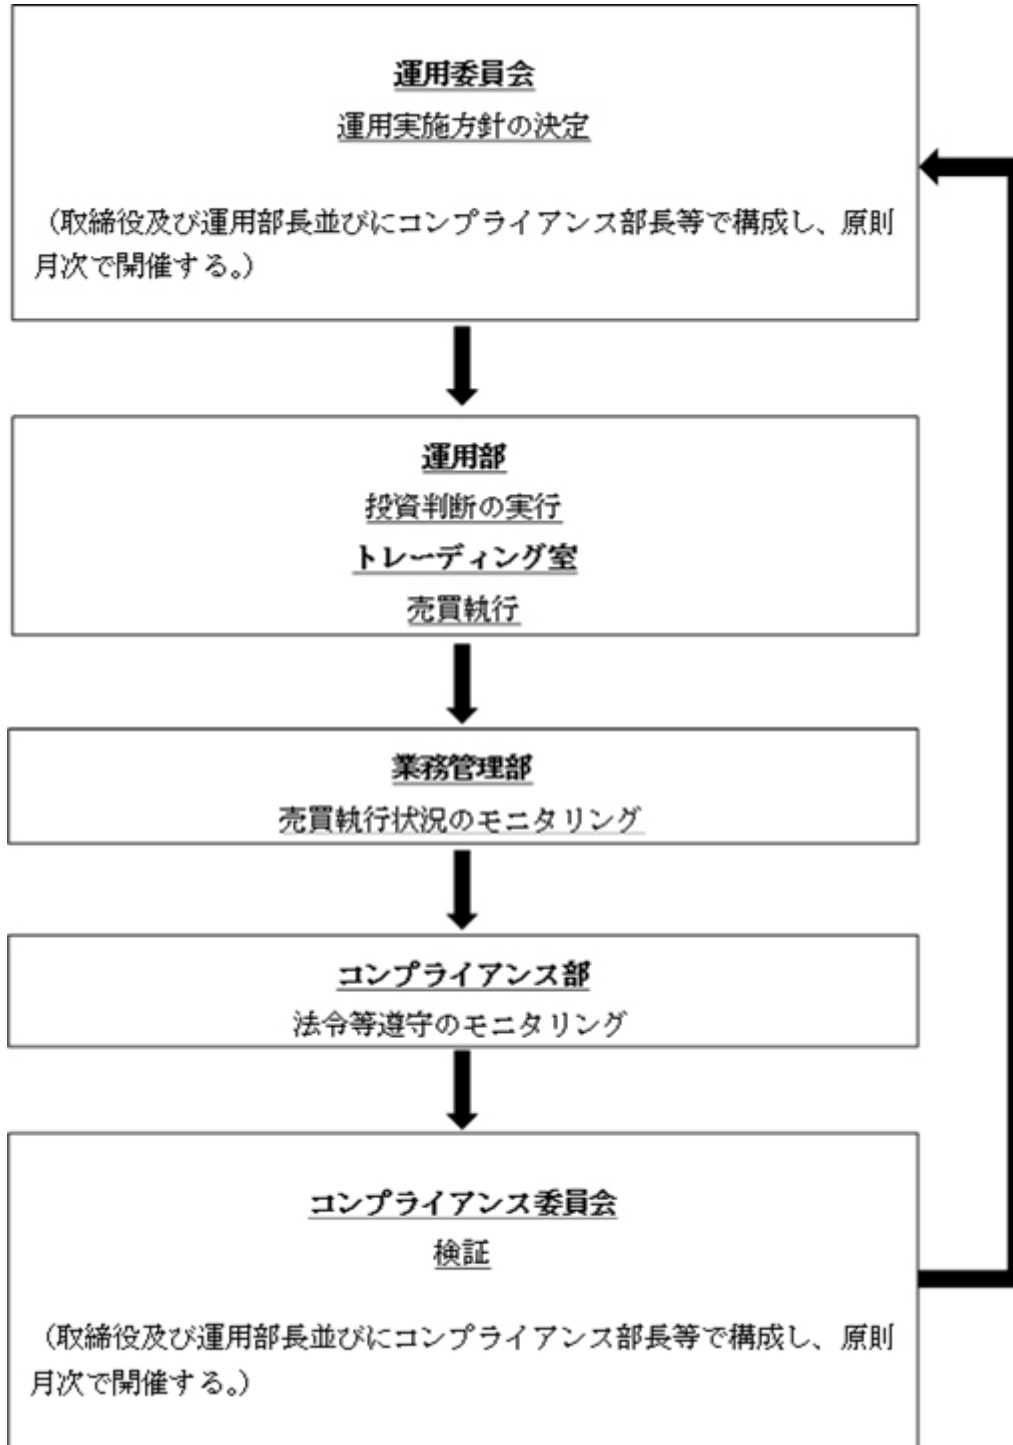 運用委員会
運用実施方針の決定
（取締役及び運用部長並びにコンプライアンス部長等で構成し、原則
月次で開催する。）
運用部
投資判断の実行
トレーディング室
売買執行
業務管理部
売買執行状況のモニタリング
コンプライアンス部
法令等遵守のモニタリング
コンプライアンス委員会
検証
（取締役及び運用部長並びにコンプライアンス部長等で構成し、原則
月次で開催する。）